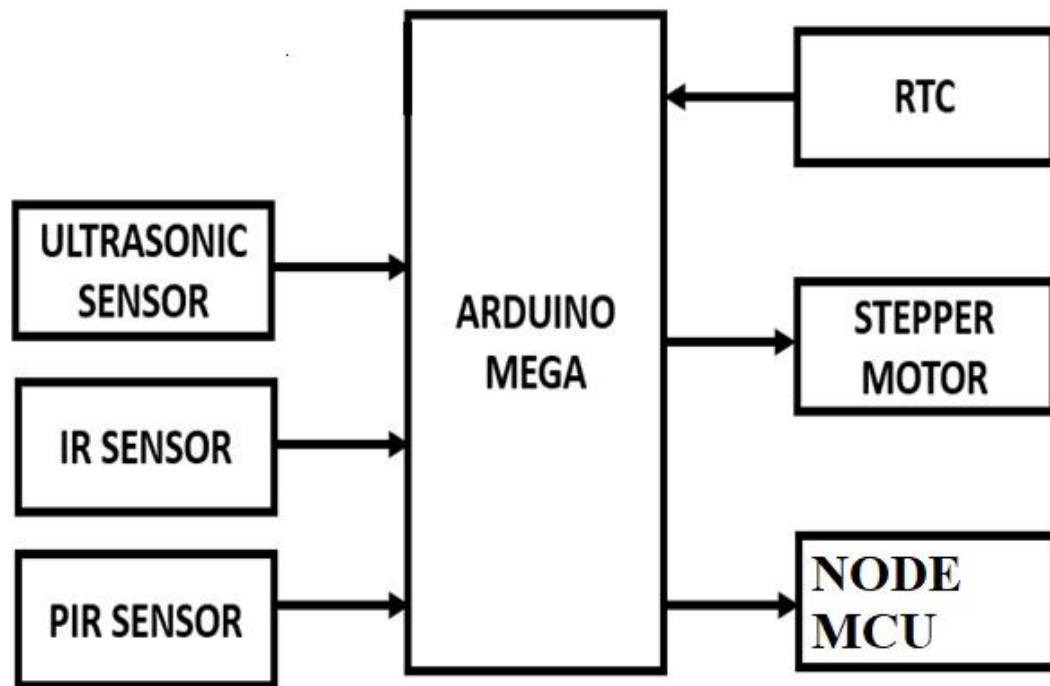 ULTRASONIC
SENSOR
IR SENSOR
PIR SENSOR
ARDUINO
MEGA
RTC
STEPPER
MOTOR
NODE
MCU